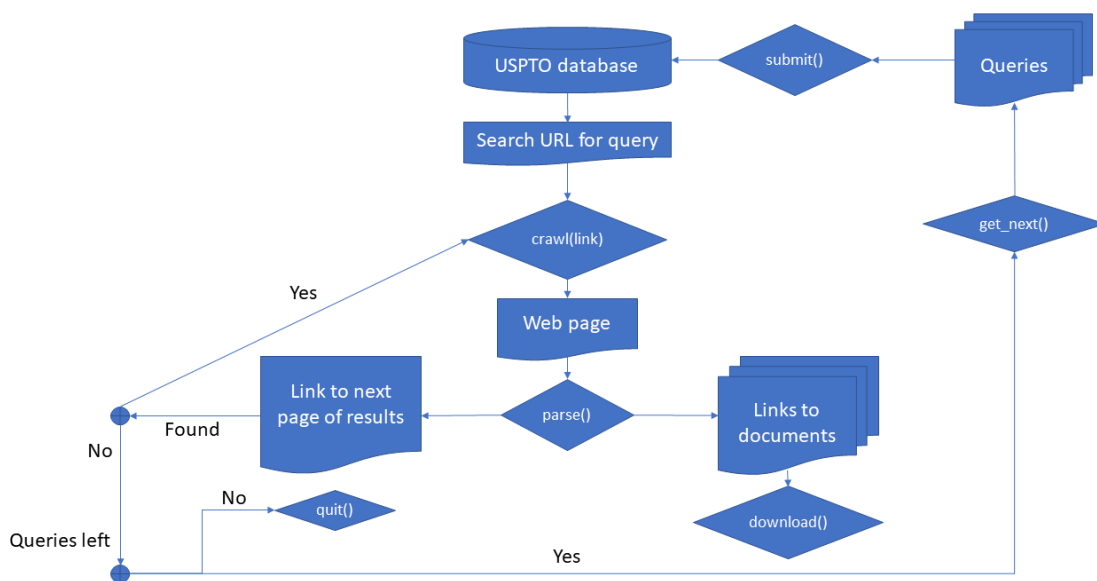 USPTO database
submit()
Queries
Search URL for query
get_next()
crawl(link)
Yes
Web page
Link to next
page of results
parse()
Links to
documents
Found
No
No
quit()
download()
Queries left
Yes